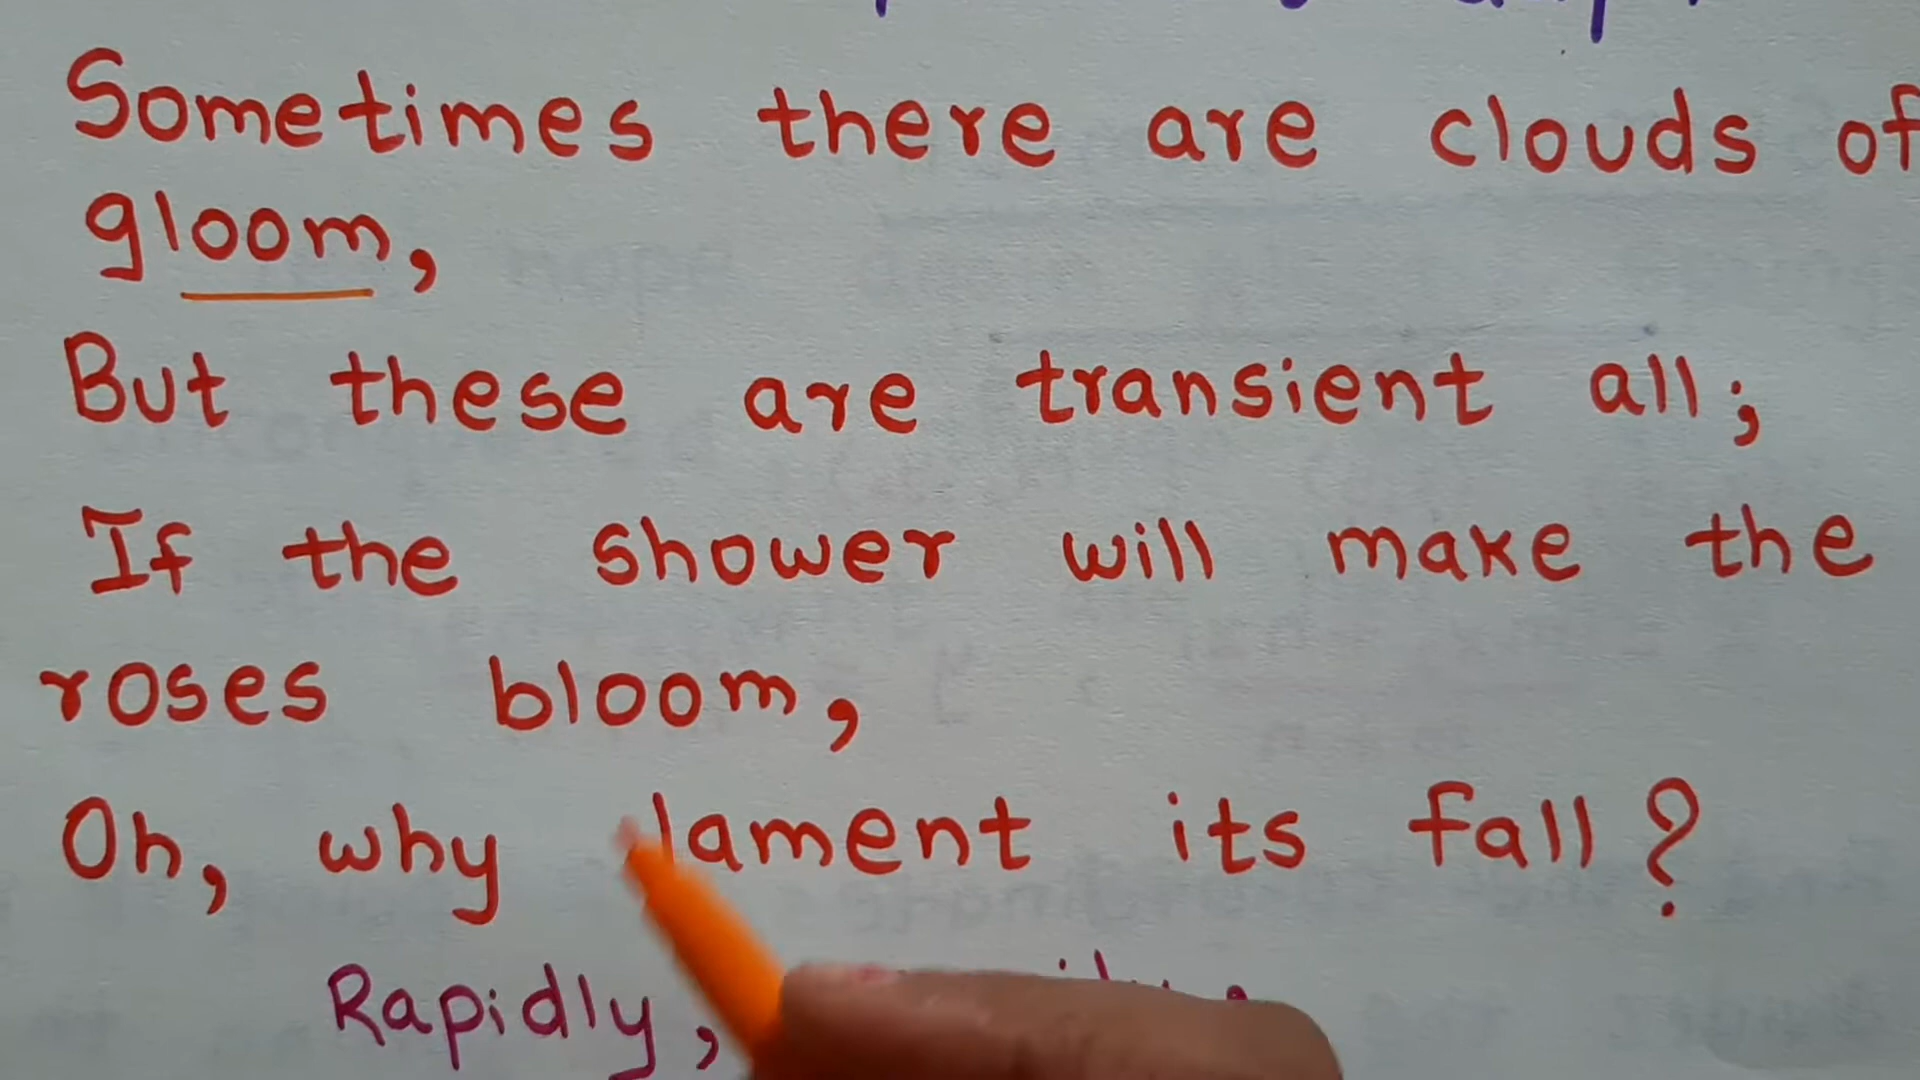 Sometimes there are clouds of
gloom,
But these are transient all;
If the shower will make the
roses bloom,
Oh, why lament its fall?
Rapidly,